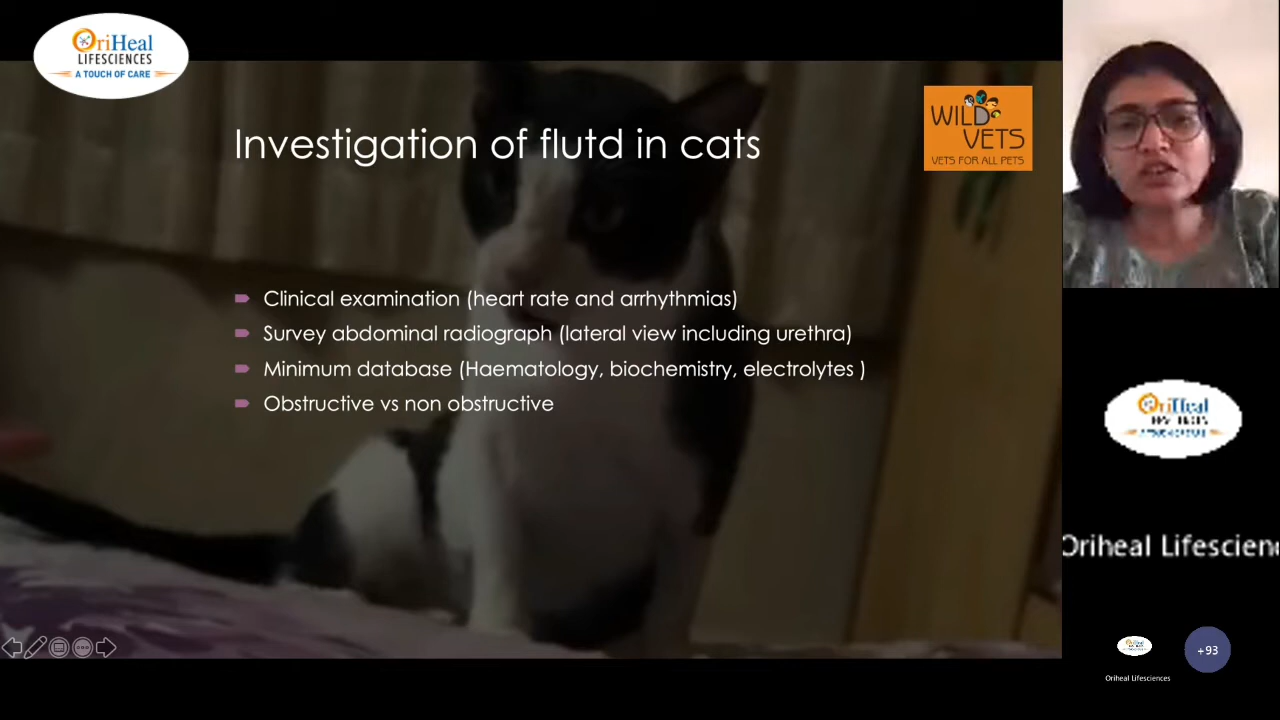 OriHeal
LIFESCIENCES
A TOUCH OF CARE
WILD
VETS
VETS FOR ALL PETS
Investigation of flutd in cats
Clinical examination (heart rate and arrhythmias)
Survey abdominal radiograph (lateral view including urethra)
Minimum database (Haematology, biochemistry, electrolytes )
Obstructive vs non obstructive
OriHeal
Oriheal Lifescien
+93
Oriheal Lifesciences